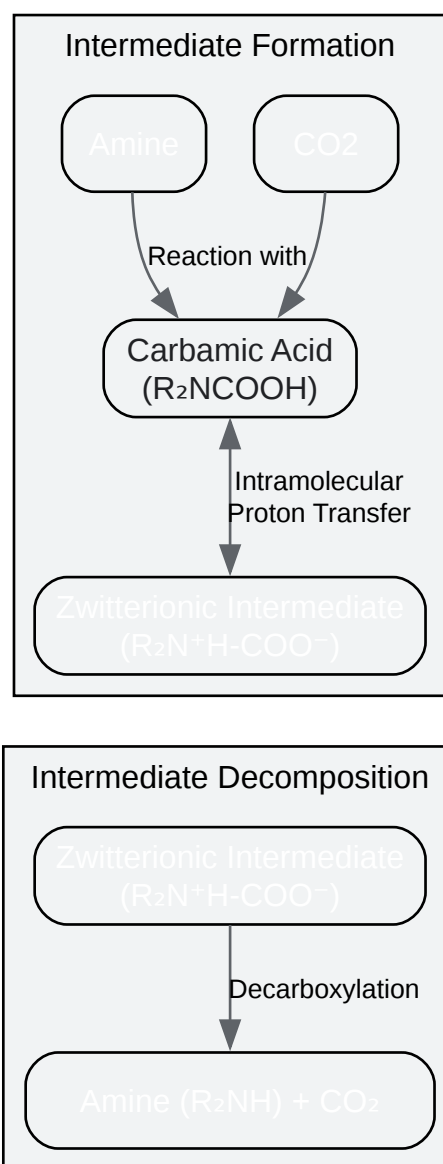 Intermediate Formation
Amine
CO2
Reaction with
Carbamic Acid
(R₂NCOOH)
Intramolecular
Proton Transfer
Zwitterionic Intermediate
(R₂N⁺H-COO⁻)
Intermediate Decomposition
Zwitterionic Intermediate
(R₂N⁺H-COO⁻)
Decarboxylation
Amine (R₂NH) + CO₂